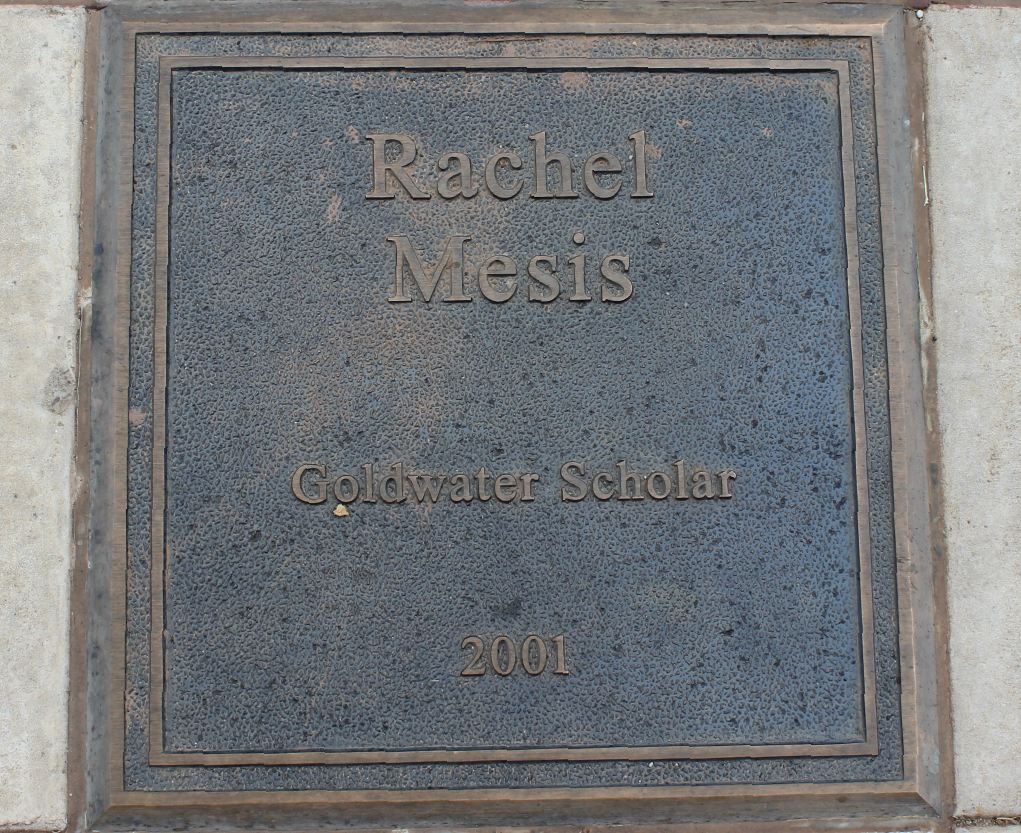 Rachel
Mesis
Goldwater Scholar
2001